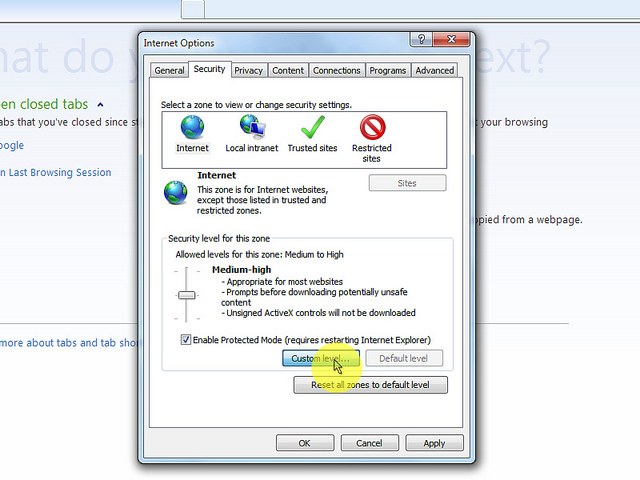 hat do y
ext?
Internet Options
General Security Privacy Content Connections Programs Advanced
en closed tabs
abs that you've closed since st
your browsing
oogle
n Last Browsing Session
Select a zone to view or change security settings.
Internet Local intranet Trusted sites Restricted
sites
Internet
This zone is for Internet websites,
except those listed in trusted and
restricted zones.
Sites
pied from a webpage.
Security level for this zone
Allowed levels for this zone: Medium to High
Medium-high
- Appropriate for most websites
- Prompts before downloading potentially unsafe
content
- Unsigned ActiveX controls will not be downloaded
Enable Protected Mode (requires restarting Internet Explorer)
more about tabs and tab shor
Custom level... Default level
Reset all zones to default level
OK Cancel Apply